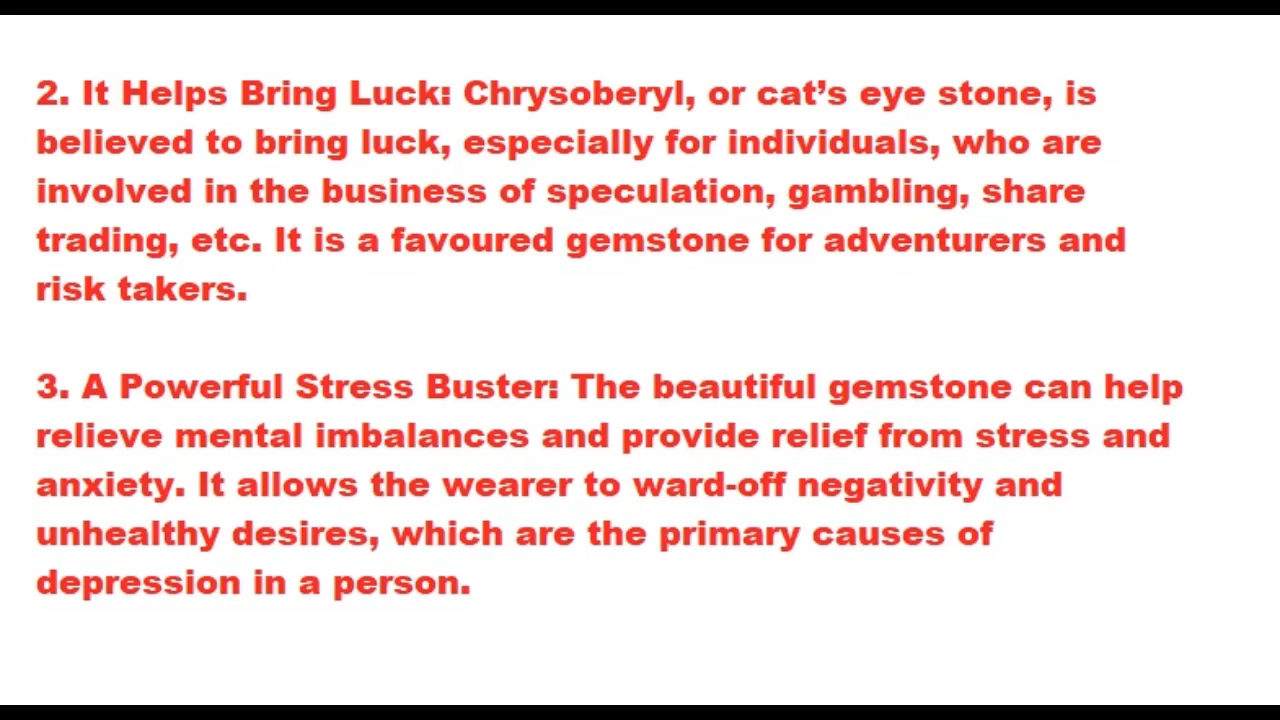 2. It Helps Bring Luck: Chrysoberyl, or cat’s eye stone, is
believed to bring luck, especially for individuals, who are
involved in the business of speculation, gambling, share
trading, etc. It is a favoured gemstone for adventurers and
risk takers.
3. A Powerful Stress Buster: The beautiful gemstone can help
relieve mental imbalances and provide relief from stress and
anxiety. It allows the wearer to ward-off negativity and
unhealthy desires, which are the primary causes of
depression in a person.